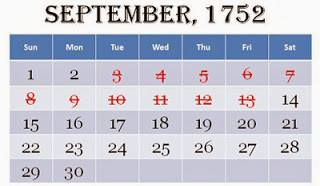 SEPTEMBER, 1752
Sun Mon Tue Wed Thu Fri Sat
1 2 3 4 5 6 7
8 9 10 11 12 13 14
15 16 17 18 19 20 21
22 23 24 25 26 27 28
29 30